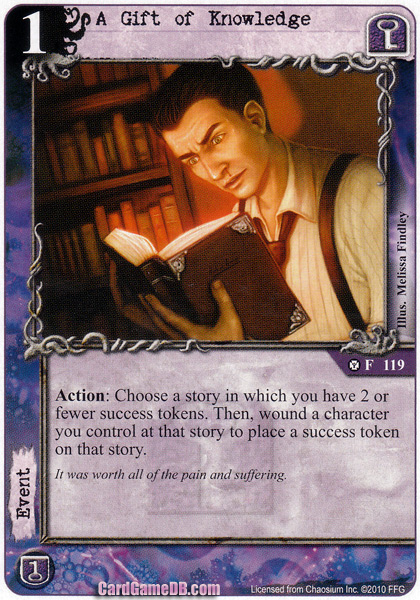 1
A Gift of Knowledge
Illus. Melissa Findley
F 119
Action: Choose a story in which you have 2 or
fewer success tokens. Then, wound a character
you control at that story to place a success token
on that story.
It was worth all of the pain and suffering.
Event
1
CardGameDB.com
Licensed from Chaosium Inc. ©2010 FFG